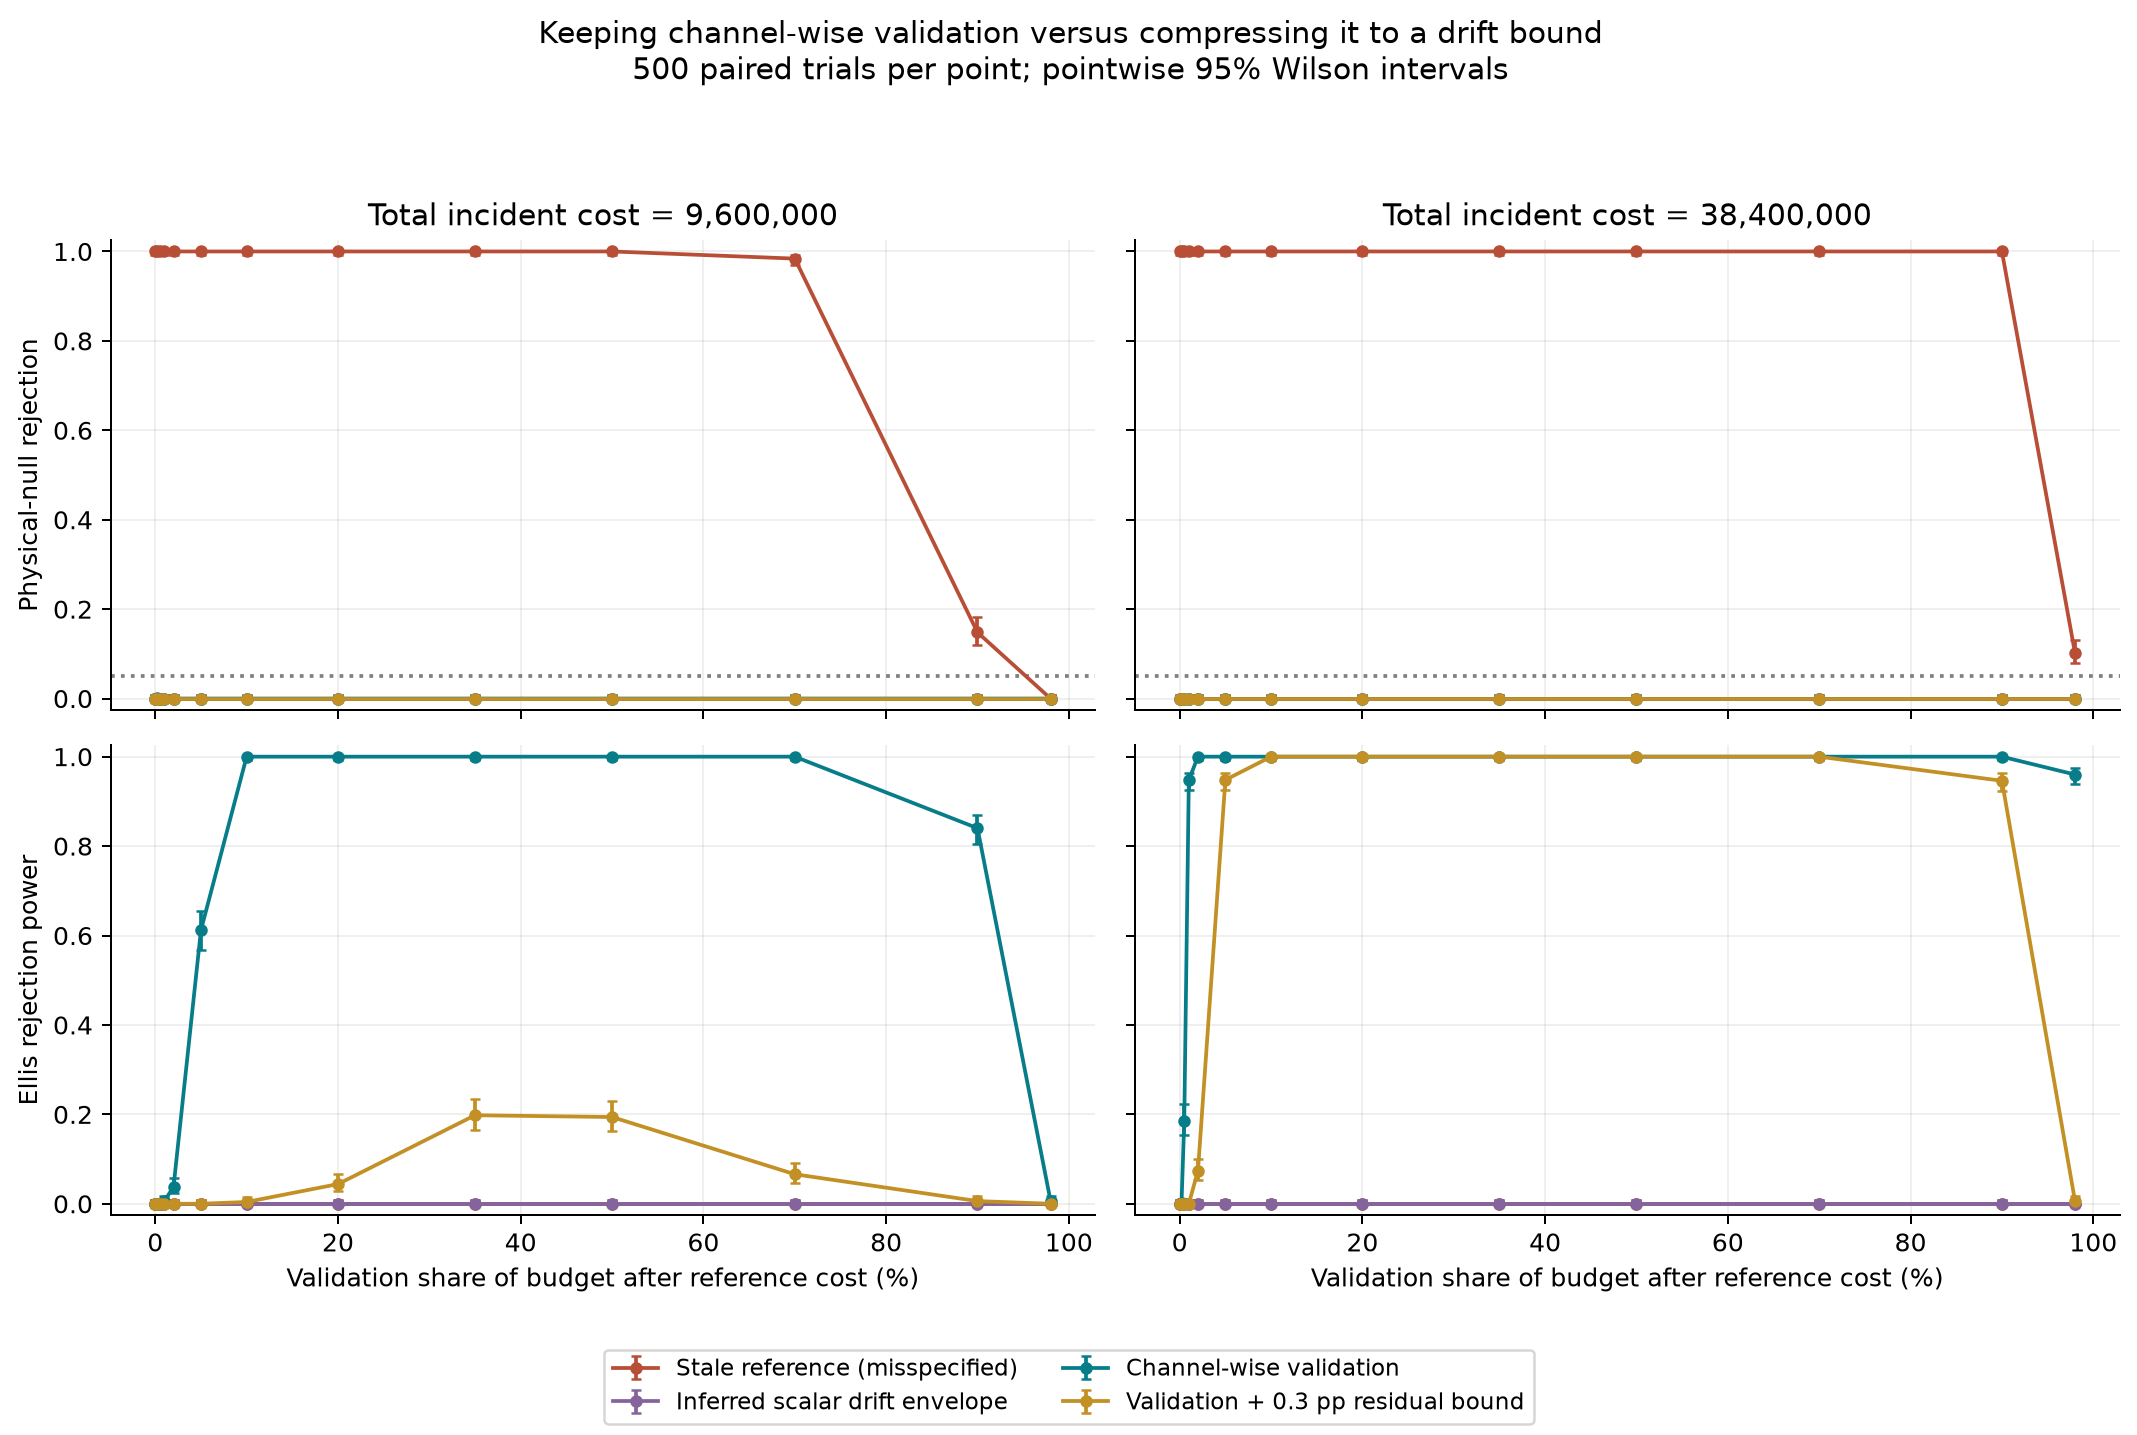 Keeping channel-wise validation versus compressing it to a drift bound
500 paired trials per point; pointwise 95% Wilson intervals
Total incident cost = 9,600,000
Total incident cost = 38,400,000
Physical-null rejection
1.0
0.8
0.6
0.4
0.2
0.0
Ellis rejection power
1.0
0.8
0.6
0.4
0.2
0.0
0 20 40 60 80 100
0 20 40 60 80 100
Validation share of budget after reference cost (%)
Validation share of budget after reference cost (%)
Stale reference (misspecified)
Inferred scalar drift envelope
Channel-wise validation
Validation + 0.3 pp residual bound